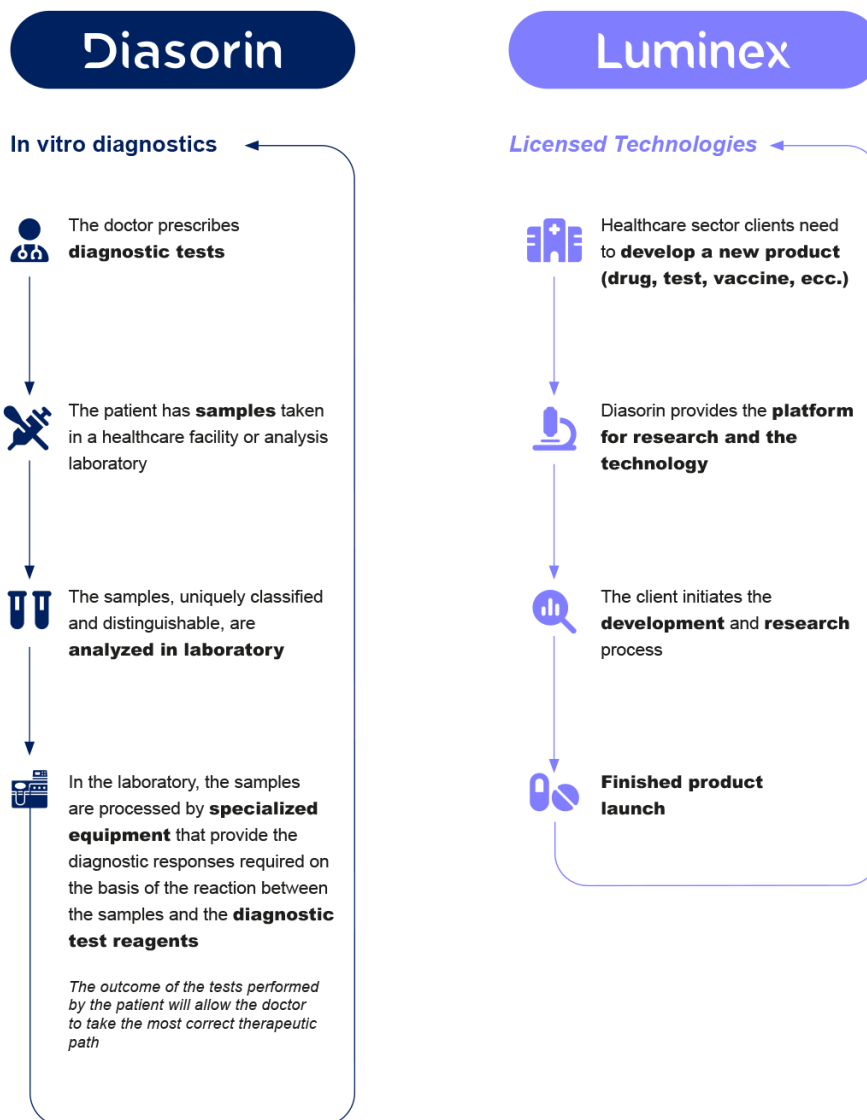 Diasorin
In vitro diagnostics
The doctor prescribes
diagnostic tests
The patient has samples taken
in a healthcare facility or analysis
laboratory
The samples, uniquely classified
and distinguishable, are
analyzed in laboratory
In the laboratory, the samples
are processed by specialized
equipment that provide the
diagnostic responses required on
the basis of the reaction between
the samples and the diagnostic
test reagents
The outcome of the tests performed
by the patient will allow the doctor
to take the most correct therapeutic
path
Luminex
Licensed Technologies
Healthcare sector clients need
to develop a new product
(drug, test, vaccine, ecc.)
Diasorin provides the platform
for research and the
technology
The client initiates the
development and research
process
Finished product
launch